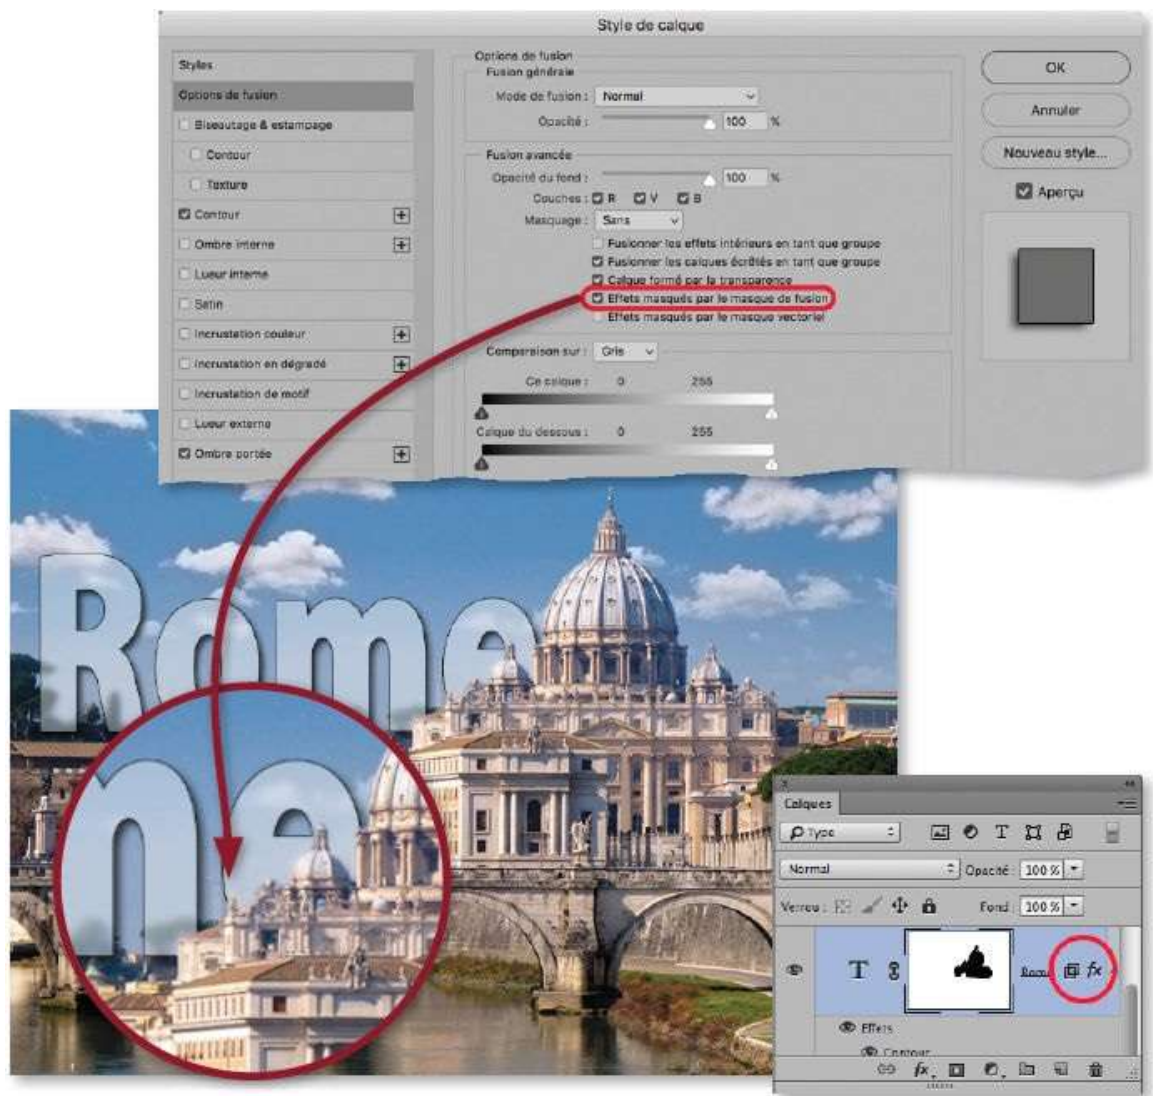 Style de calque
Styles
Options de fusion
Biseautage & estampage
Contour
Texture
Contour
Ombre interne
Lueur interne
Satin
Incrustation couleur
Incrustation en dégradé
Incrustation de motif
Lueur externe
Ombre portée
Options de fusion
Fusion générale
Mode de fusion : Normal
Opacité : 100 %
Fusion avancée
Opacité du fond : 100 %
Couches : R V B
Masquage : Sans
Fusionner les effets intérieurs en tant que groupe
Fusionner les calques écrêtés en tant que groupe
Calque formé par la transparence
Effets masqués par le masque de fusion
Effets masqués par le masque vectoriel
Comparaison sur : Gris
Ce calque : 0 255
Calque du dessous : 0 255
OK
Annuler
Nouveau style...
Aperçu
Rome
ne
Calques
Type
Normal Opacité : 100 %
Verrou : Fond : 100 %
T Rome fx
Effets
Contour
fx